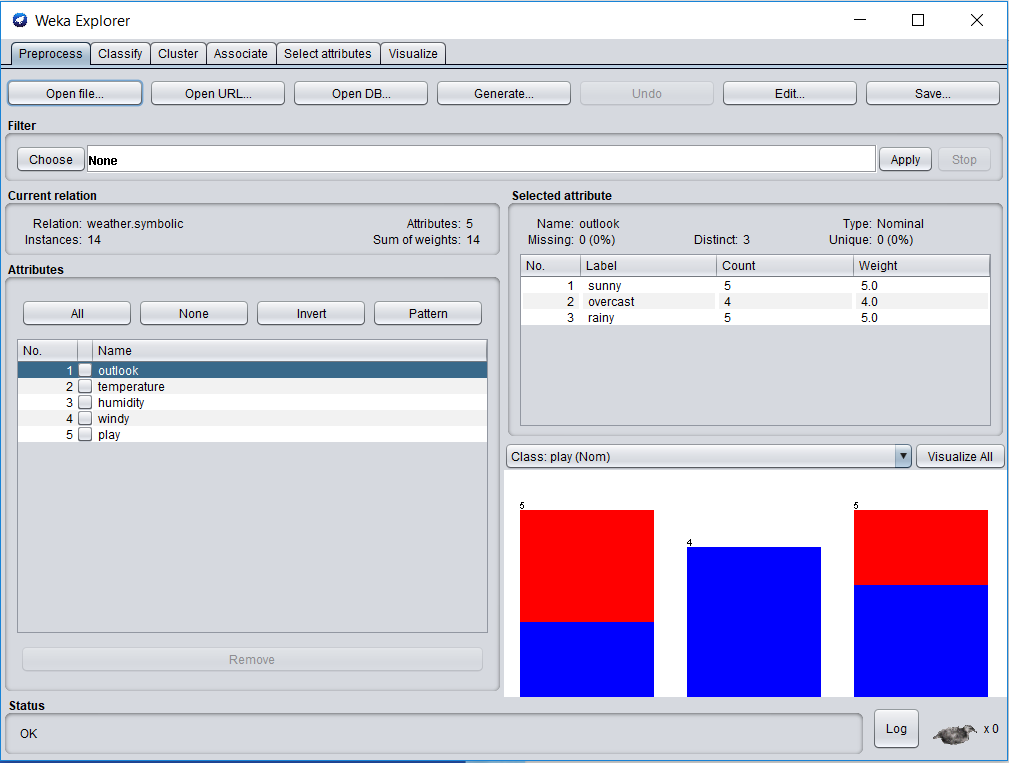 Weka Explorer
Preprocess Classify Cluster Associate Select attributes Visualize
Open file... Open URL... Open DB... Generate... Undo Edit... Save...
Filter
Choose None Apply Stop
Current relation
Relation: weather.symbolic Attributes: 5
Instances: 14 Sum of weights: 14
Attributes
All None Invert Pattern
No. Name
1 outlook
2 temperature
3 humidity
4 windy
5 play
Remove
Selected attribute
Name: outlook Type: Nominal
Missing: 0 (0%) Distinct: 3 Unique: 0 (0%)
No. Label Count Weight
1 sunny 5 5.0
2 overcast 4 4.0
3 rainy 5 5.0
Class: play (Nom) Visualize All
5 4 5
Status
OK Log x 0